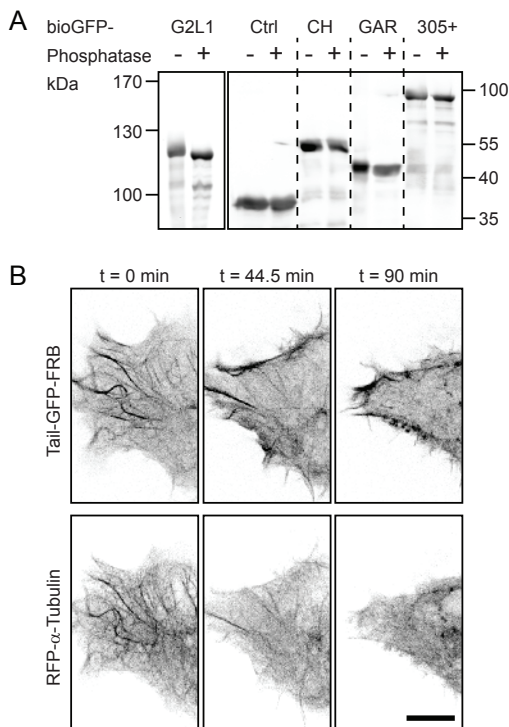 A
bioGFP- G2L1 Ctrl CH GAR 305+
Phosphatase - + - + - + - + - +
kDa
170
130
100
100
55
40
35
B
t = 0 min t = 44.5 min t = 90 min
Tail-GFP-FRB
RFP-α-Tubulin